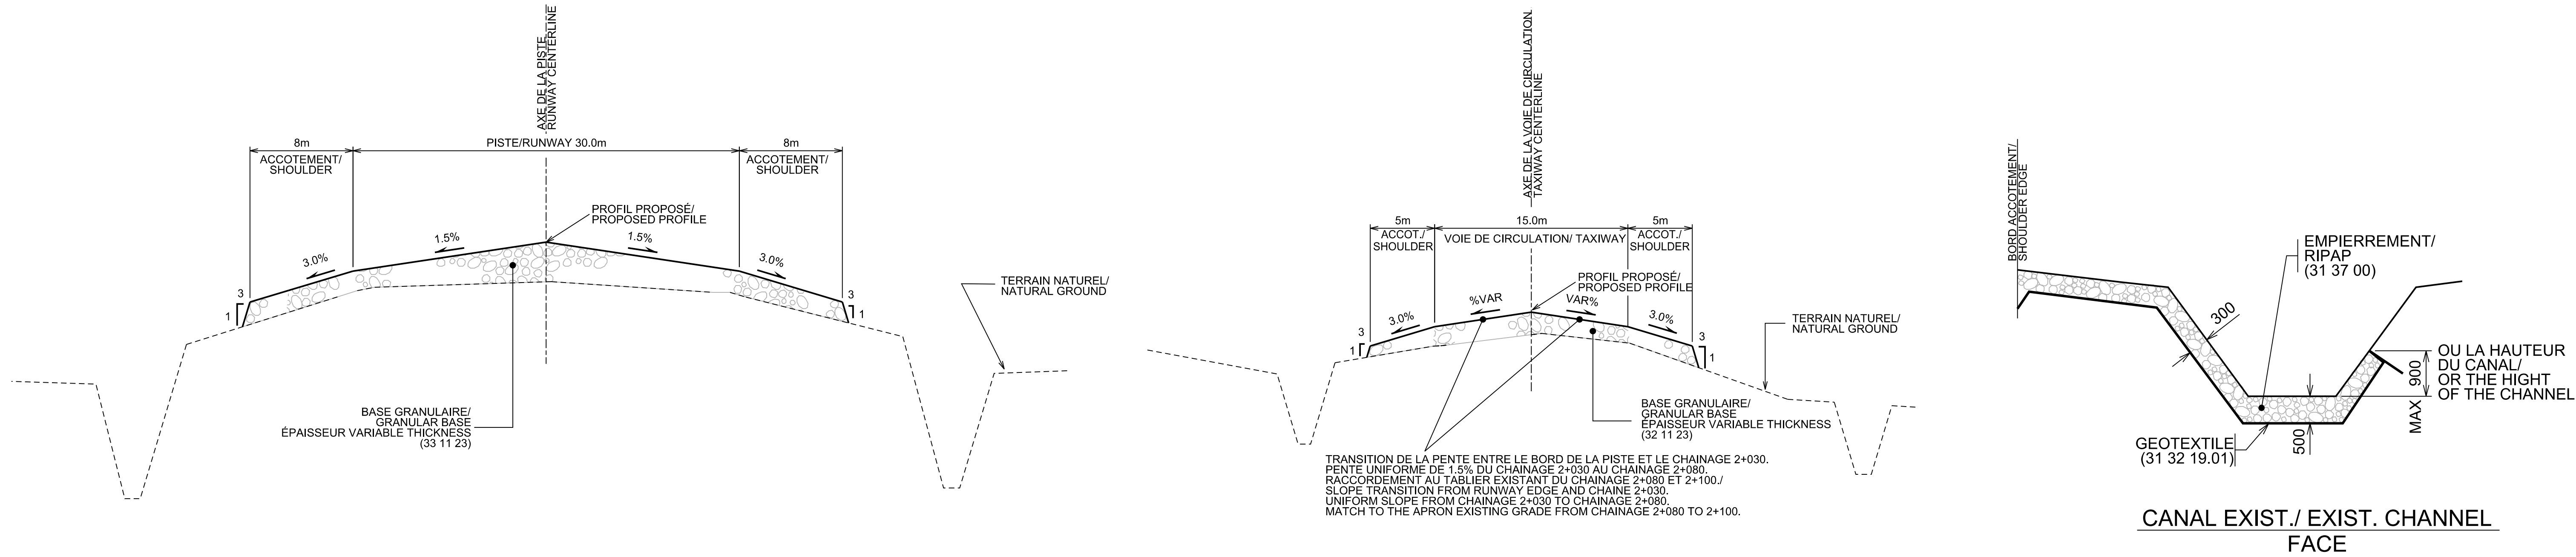 AXE DE LA PISTE
RUNWAY CENTERLINE
8m
PISTE/RUNWAY 30.0m
8m
ACCOTEMENT/
SHOULDER
ACCOTEMENT/
SHOULDER
PROFIL PROPOSÉ/
PROPOSED PROFILE
1.5%
1.5%
3.0%
3.0%
3
1
3
1
TERRAIN NATUREL/
NATURAL GROUND
BASE GRANULAIRE/
GRANULAR BASE
ÉPAISSEUR VARIABLE THICKNESS
(33 11 23)
AXE DE LA VOIE DE CIRCULATION
TAXIWAY CENTERLINE
5m
15.0m
5m
ACCOT./
SHOULDER
VOIE DE CIRCULATION/ TAXIWAY
ACCOT./
SHOULDER
PROFIL PROPOSÉ/
PROPOSED PROFILE
%VAR
VAR%
3.0%
3.0%
3
1
3
1
TERRAIN NATUREL/
NATURAL GROUND
BASE GRANULAIRE/
GRANULAR BASE
ÉPAISSEUR VARIABLE THICKNESS
(32 11 23)
TRANSITION DE LA PENTE ENTRE LE BORD DE LA PISTE ET LE CHAINAGE 2+030.
PENTE UNIFORME DE 1.5% DU CHAINAGE 2+030 AU CHAINAGE 2+080.
RACCORDEMENT AU TABLIER EXISTANT DU CHAINAGE 2+080 ET 2+100./
SLOPE TRANSITION FROM RUNWAY EDGE AND CHAINE 2+030.
UNIFORM SLOPE FROM CHAINAGE 2+030 TO CHAINAGE 2+080.
MATCH TO THE APRON EXISTING GRADE FROM CHAINAGE 2+080 TO 2+100.
BORD ACCOTEMENT/
SHOULDER EDGE
EMPIERREMENT/
RIPAP
(31 37 00)
300
OU LA HAUTEUR
DU CANAL/
OR THE HIGHT
OF THE CHANNEL
MAX 900
500
GEOTEXTILE
(31 32 19.01)
CANAL EXIST./ EXIST. CHANNEL
FACE